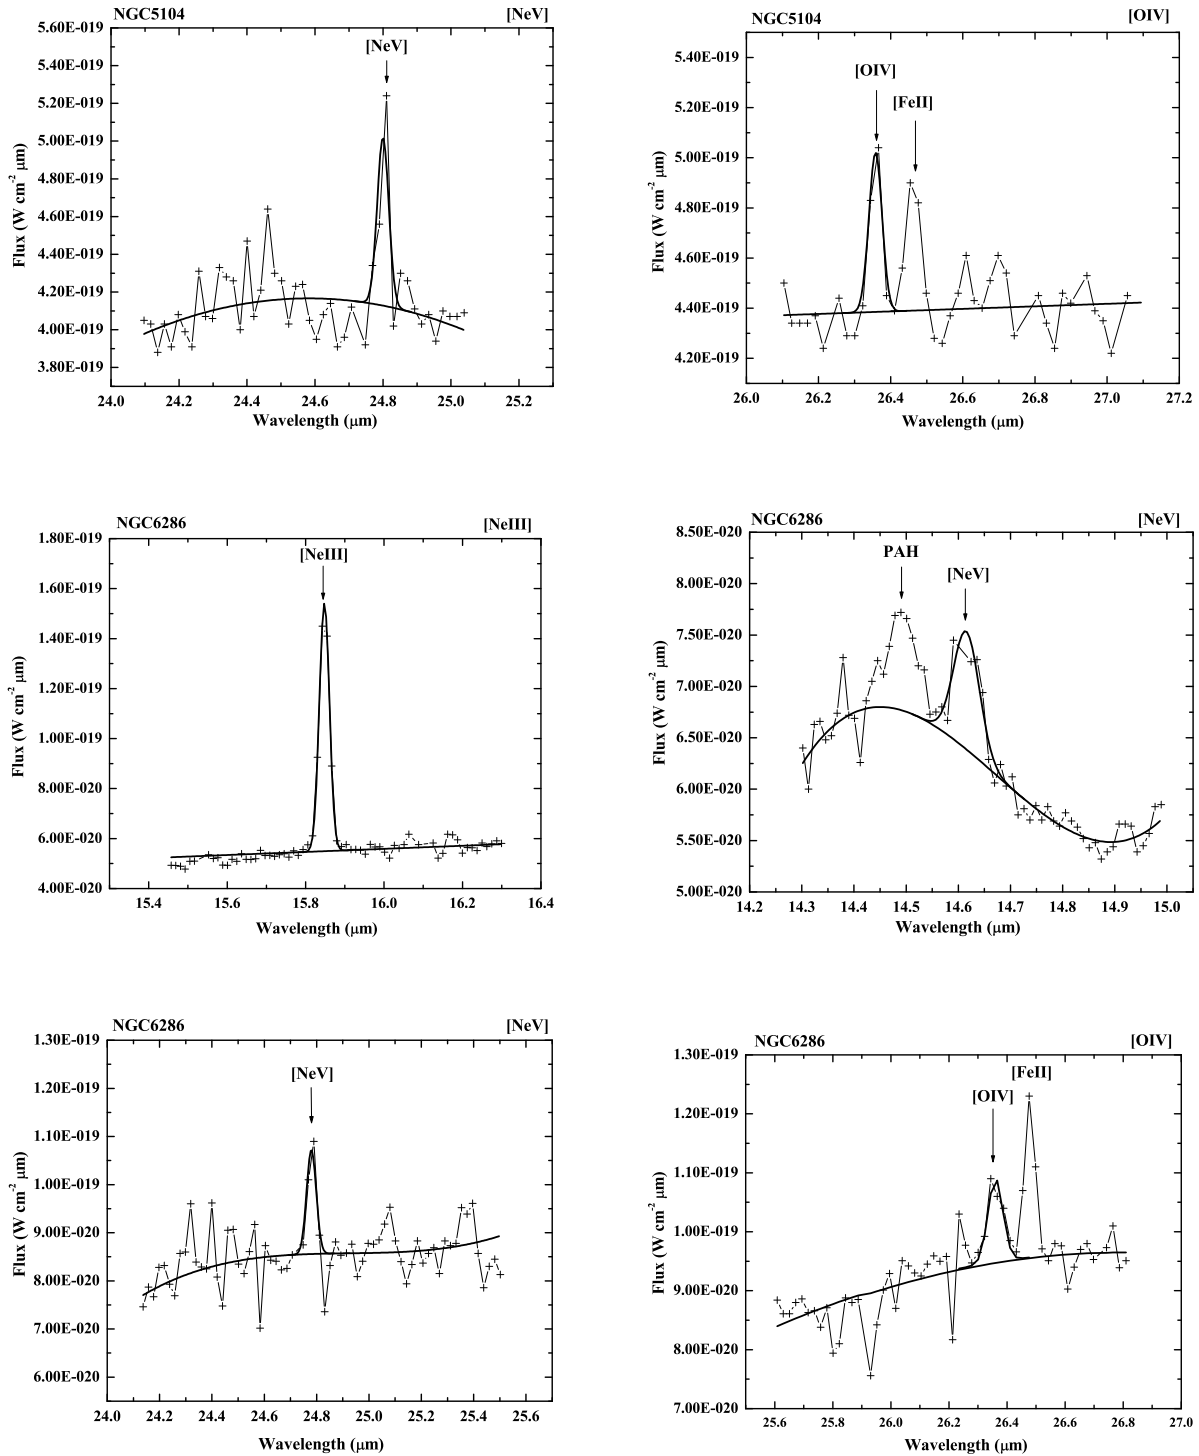 NGC5104 [NeV]
[NeV]
5.60E-019
5.40E-019
5.20E-019
5.00E-019
4.80E-019
4.60E-019
4.40E-019
4.20E-019
4.00E-019
3.80E-019
Flux (W cm-2 μm)
24.0 24.2 24.4 24.6 24.8 25.0 25.2
Wavelength (μm)
NGC5104 [OIV]
[OIV]
[FeII]
5.40E-019
5.20E-019
5.00E-019
4.80E-019
4.60E-019
4.40E-019
4.20E-019
Flux (W cm-2 μm)
26.0 26.2 26.4 26.6 26.8 27.0 27.2
Wavelength (μm)
NGC6286 [NeIII]
[NeIII]
1.80E-019
1.60E-019
1.40E-019
1.20E-019
1.00E-019
8.00E-020
6.00E-020
4.00E-020
Flux (W cm-2 μm)
15.4 15.6 15.8 16.0 16.2 16.4
Wavelength (μm)
NGC6286 [NeV]
PAH
[NeV]
8.50E-020
8.00E-020
7.50E-020
7.00E-020
6.50E-020
6.00E-020
5.50E-020
5.00E-020
Flux (W cm-2 μm)
14.2 14.3 14.4 14.5 14.6 14.7 14.8 14.9 15.0
Wavelength (μm)
NGC6286 [NeV]
[NeV]
1.30E-019
1.20E-019
1.10E-019
1.00E-019
9.00E-020
8.00E-020
7.00E-020
6.00E-020
Flux (W cm-2 μm)
24.0 24.2 24.4 24.6 24.8 25.0 25.2 25.4 25.6
Wavelength (μm)
NGC6286 [OIV]
[FeII]
[OIV]
1.30E-019
1.20E-019
1.10E-019
1.00E-019
9.00E-020
8.00E-020
7.00E-020
Flux (W cm-2 μm)
25.6 25.8 26.0 26.2 26.4 26.6 26.8 27.0
Wavelength (μm)